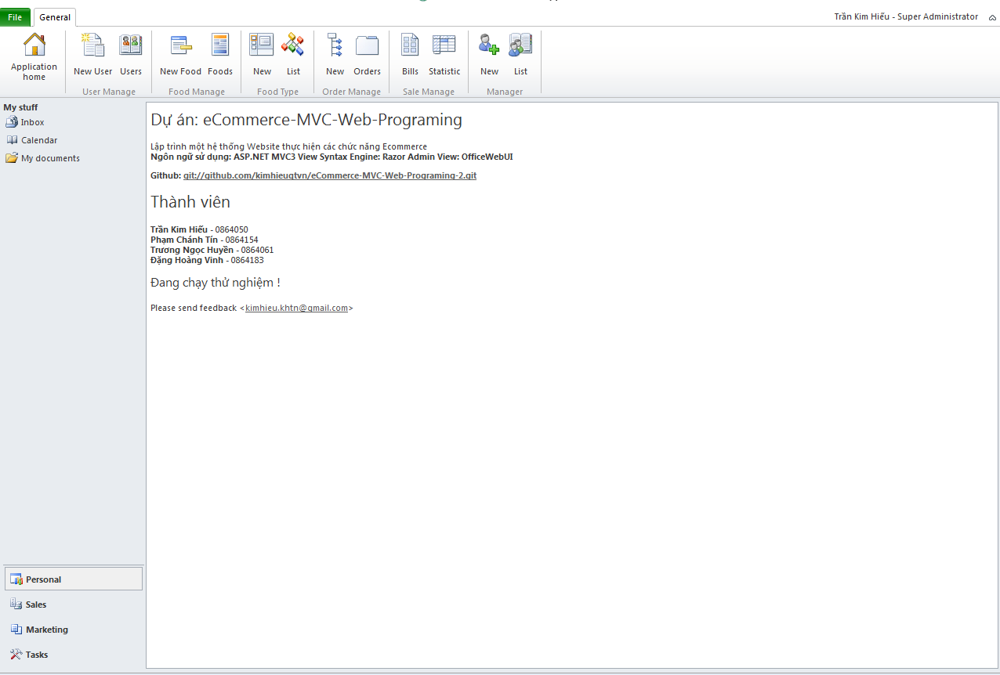 File General Trần Kim Hiếu - Super Administrator
Application home
New User Users
User Manage
New Food Foods
Food Manage
New List
Food Type
New Orders
Order Manage
Bills Statistic
Sale Manage
New List
Manager
My stuff
Inbox
Calendar
My documents
Dự án: eCommerce-MVC-Web-Programing
Lập trình một hệ thống Website thực hiện các chức năng Ecommerce
Ngôn ngữ sử dụng: ASP.NET MVC3 View Syntax Engine: Razor Admin View: OfficeWebUI
Github: git://github.com/kimhieuqtvn/eCommerce-MVC-Web-Programing-2.git
Thành viên
Trần Kim Hiếu - 0864050
Phạm Chánh Tín - 0864154
Trương Ngọc Huyền - 0864061
Đặng Hoàng Vinh - 0864183
Đang chạy thử nghiệm !
Please send feedback <kimhieu.khtn@gmail.com>
Personal
Sales
Marketing
Tasks